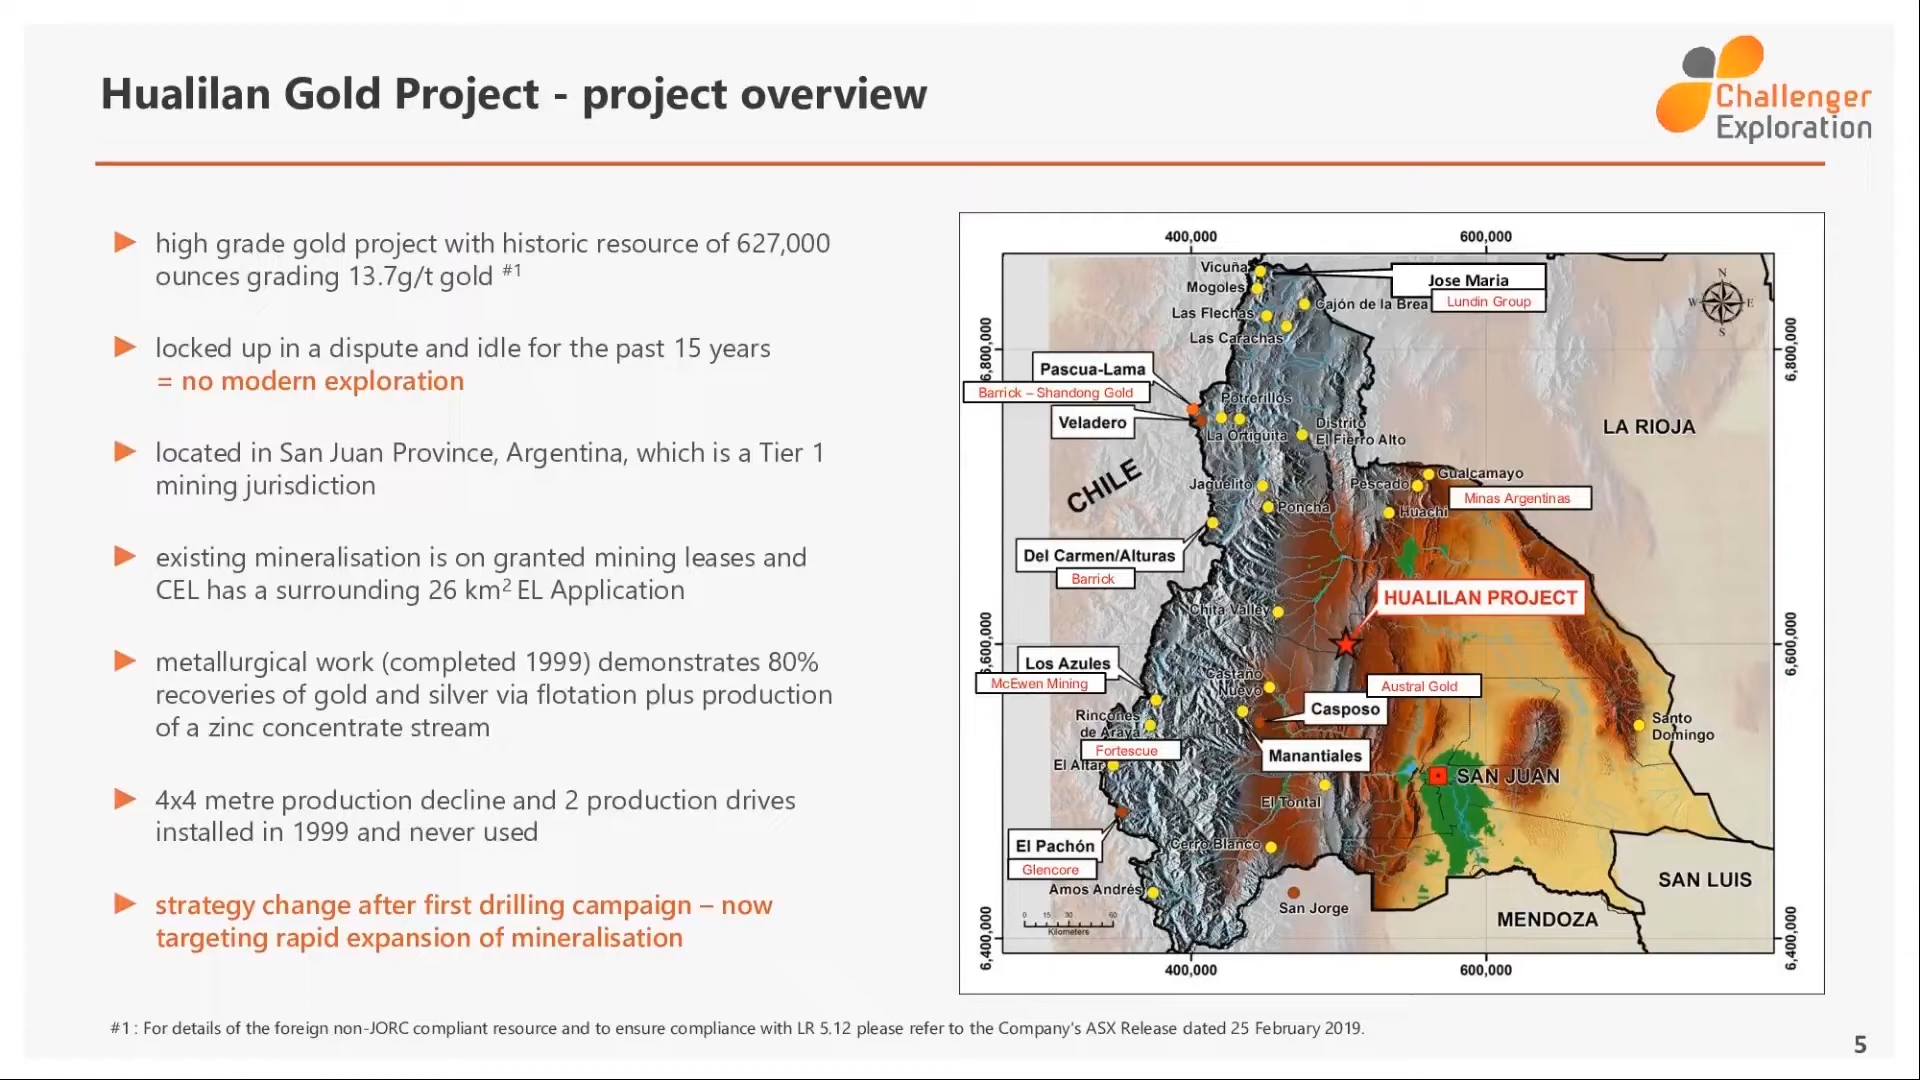 Hualilan Gold Project - project overview
Challenger
Exploration
high grade gold project with historic resource of 627,000
ounces grading 13.7g/t gold #1
locked up in a dispute and idle for the past 15 years
= no modern exploration
located in San Juan Province, Argentina, which is a Tier 1
mining jurisdiction
existing mineralisation is on granted mining leases and
CEL has a surrounding 26 km² EL Application
metallurgical work (completed 1999) demonstrates 80%
recoveries of gold and silver via flotation plus production
of a zinc concentrate stream
4x4 metre production decline and 2 production drives
installed in 1999 and never used
strategy change after first drilling campaign – now
targeting rapid expansion of mineralisation
400,000
600,000
Vicuña
Mogoles
Jose Maria
Lundin Group
Cajón de la Brea
Las Flechas
Las Carachas
N
W
E
S
6,800,000
6,800,000
Pascua-Lama
Barrick – Shandong Gold
Veladero
Potrerillos
La Ortiguita
Distrito
El Fierro Alto
LA RIOJA
CHILE
Jaguelito
Poncha
Pescado
Gualcamayo
Minas Argentinas
Huachi
Del Carmen/Alturas
Barrick
HUALILAN PROJECT
Chita Valley
6,600,000
6,600,000
Los Azules
McEwen Mining
Castaño
Nuevo
Austral Gold
Casposo
Rincones
de Araya
Fortescue
Manantiales
Santo
Domingo
El Altar
SAN JUAN
El Tontal
El Pachón
Glencore
Cerro Blanco
Amos Andrés
San Jorge
SAN LUIS
MENDOZA
0 15 30 60
Kilometers
6,400,000
6,400,000
400,000
600,000
#1 : For details of the foreign non-JORC compliant resource and to ensure compliance with LR 5.12 please refer to the Company's ASX Release dated 25 February 2019.
5